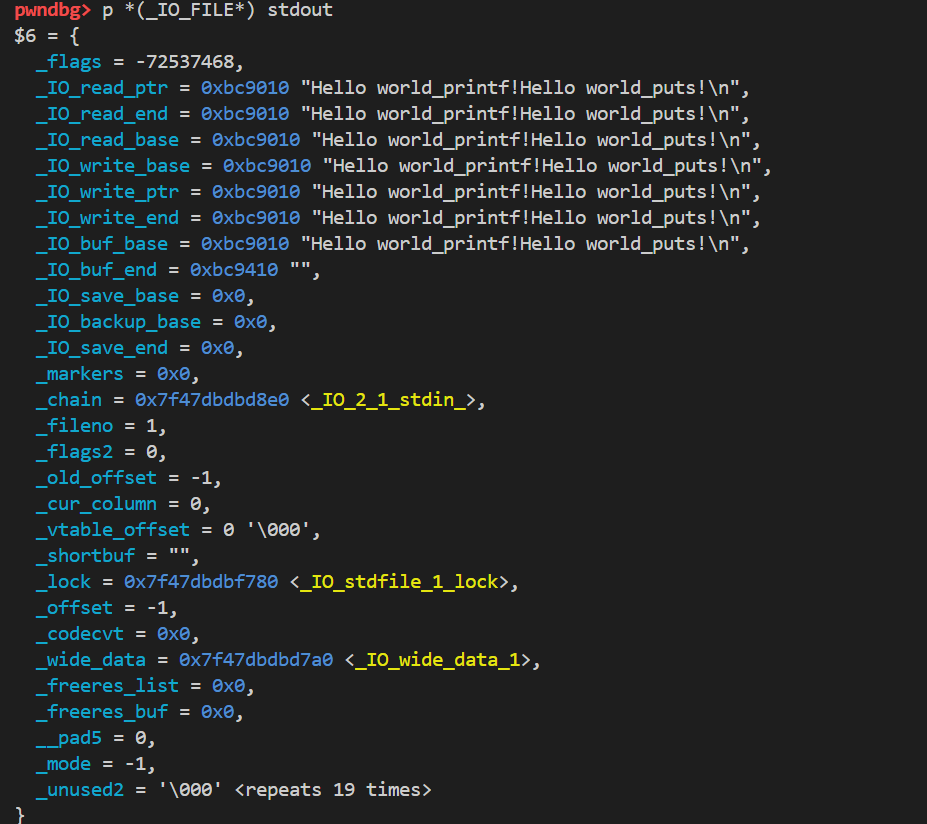 pwndbg> p *(_IO_FILE*) stdout
$6 = {
  _flags = -72537468,
  _IO_read_ptr = 0xbc9010 "Hello world_printf!Hello world_puts!\n",
  _IO_read_end = 0xbc9010 "Hello world_printf!Hello world_puts!\n",
  _IO_read_base = 0xbc9010 "Hello world_printf!Hello world_puts!\n",
  _IO_write_base = 0xbc9010 "Hello world_printf!Hello world_puts!\n",
  _IO_write_ptr = 0xbc9010 "Hello world_printf!Hello world_puts!\n",
  _IO_write_end = 0xbc9010 "Hello world_printf!Hello world_puts!\n",
  _IO_buf_base = 0xbc9010 "Hello world_printf!Hello world_puts!\n",
  _IO_buf_end = 0xbc9410 "",
  _IO_save_base = 0x0,
  _IO_backup_base = 0x0,
  _IO_save_end = 0x0,
  _markers = 0x0,
  _chain = 0x7f47dbdbd8e0 <_IO_2_1_stdin_>,
  _fileno = 1,
  _flags2 = 0,
  _old_offset = -1,
  _cur_column = 0,
  _vtable_offset = 0 '\000',
  _shortbuf = "",
  _lock = 0x7f47dbdbf780 <_IO_stdfile_1_lock>,
  _offset = -1,
  _codecvt = 0x0,
  _wide_data = 0x7f47dbdbd7a0 <_IO_wide_data_1>,
  _freeres_list = 0x0,
  _freeres_buf = 0x0,
  __pad5 = 0,
  _mode = -1,
  _unused2 = '\000' <repeats 19 times>
}